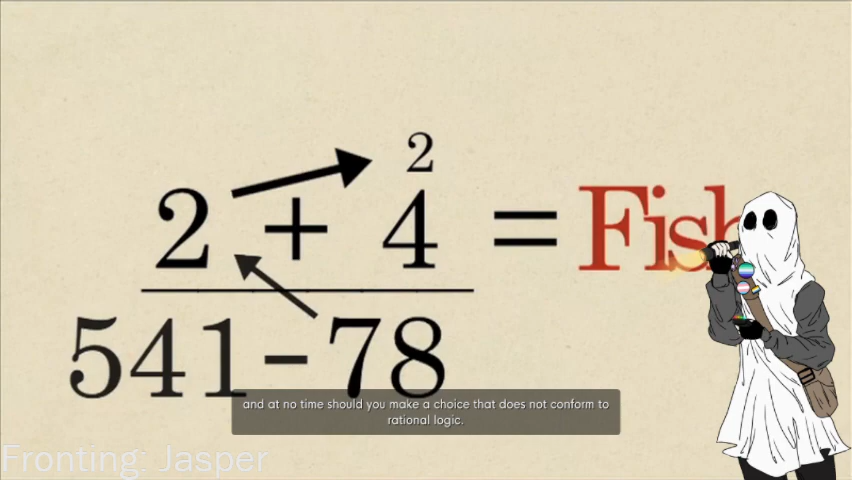 2
2 + 4 = Fish
541-78
and at no time should you make a choice that does not conform to
rational logic.
Fronting: Jasper